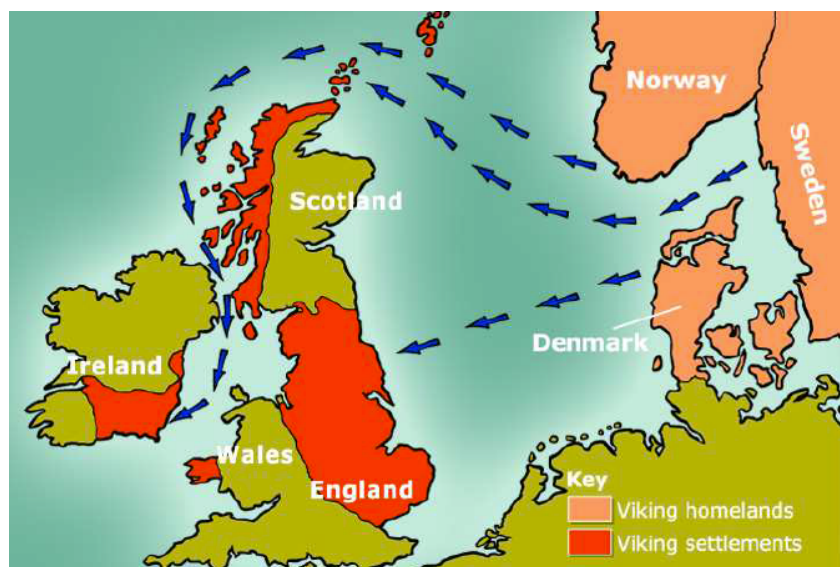 Norway
Sweden
Scotland
Denmark
Ireland
Wales
England
Key
Viking homelands
Viking settlements